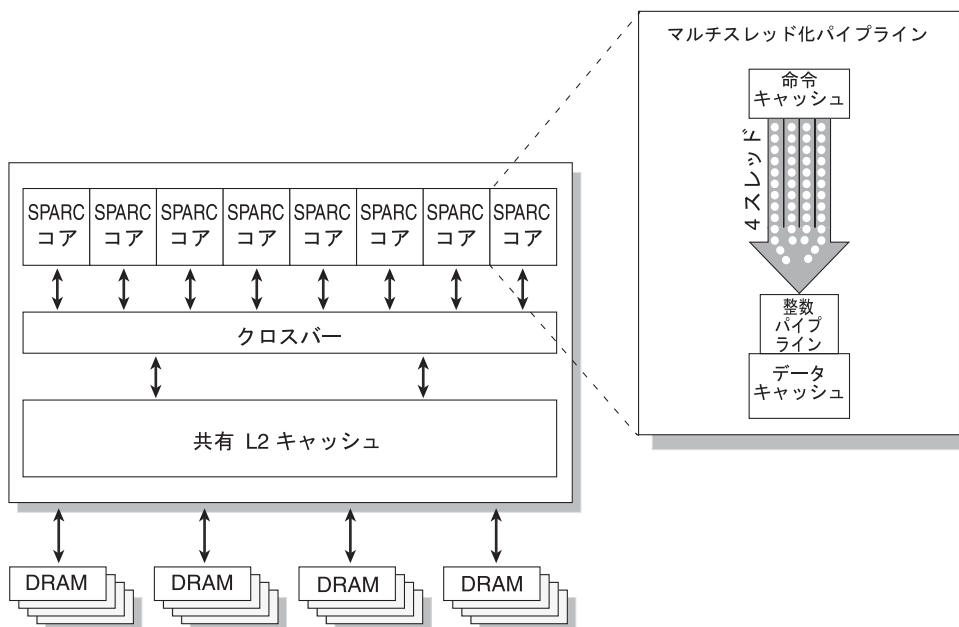 マルチスレッド化パイプライン
命令
キャッシュ
4スレッド
整数
パイプ
ライン
データ
キャッシュ
SPARC
コア
SPARC
コア
SPARC
コア
SPARC
コア
SPARC
コア
SPARC
コア
SPARC
コア
SPARC
コア
クロスバー
共有 L2 キャッシュ
DRAM
DRAM
DRAM
DRAM